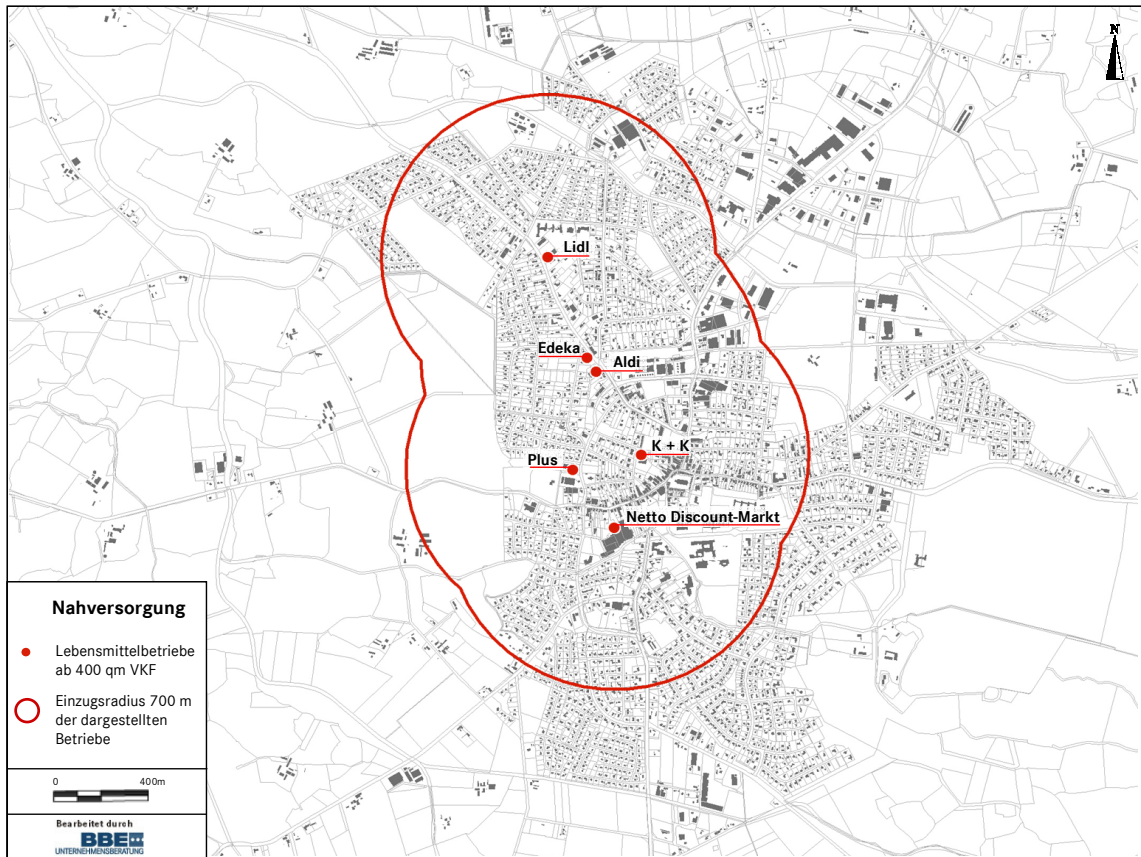 N
Lidl
Edeka
Aldi
K + K
Plus
Netto Discount-Markt
Nahversorgung
Lebensmittelbetriebe
ab 400 qm VKF
Einzugsradius 700 m
der dargestellten
Betriebe
0 400m
Bearbeitet durch
BBE
UNTERNEHMENSBERATUNG